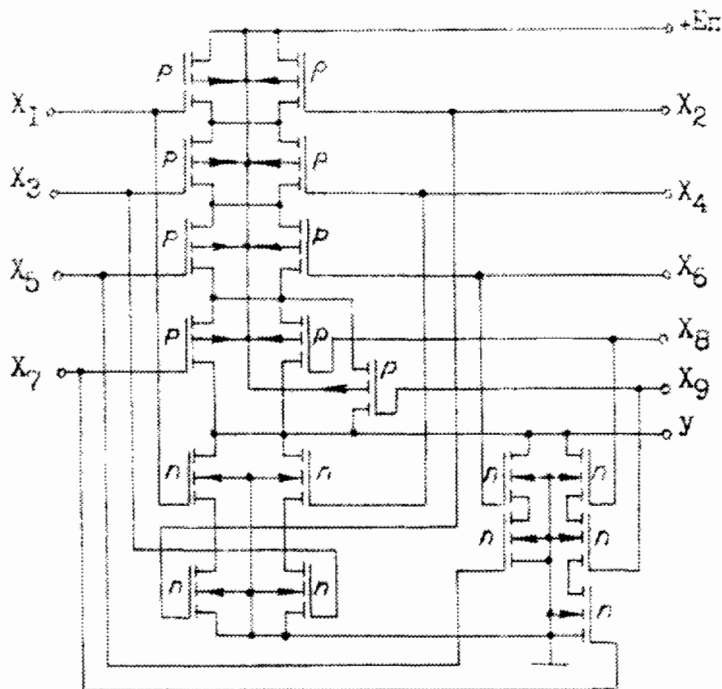 +Eп
p p
X1 X2
p p
X3 X4
p p
X5 X6
p p X8
X7 p X9
y
n n n n
n n
n n n